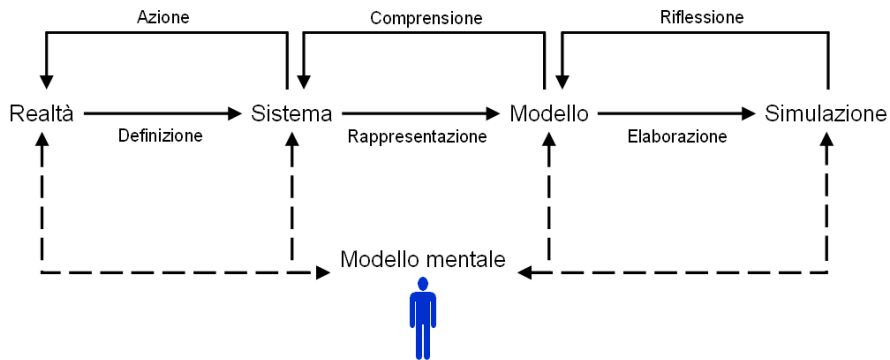 Azione
Comprensione
Riflessione
Realtà
Sistema
Modello
Simulazione
Definizione
Rappresentazione
Elaborazione
Modello mentale